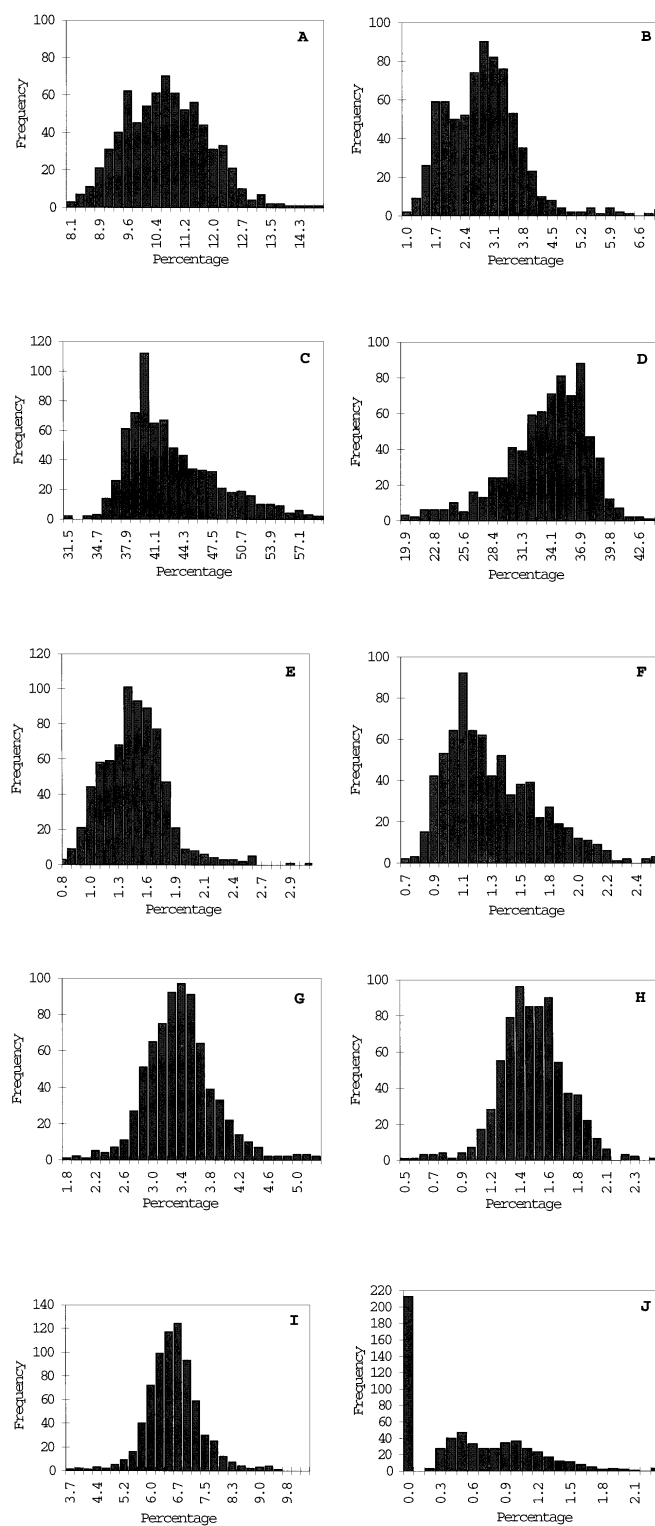 A
100
80
60
40
20
0
Frequency
8.1 8.9 9.6 10.4 11.2 12.0 12.7 13.5 14.3
Percentage
B
100
80
60
40
20
0
Frequency
1.0 1.7 2.4 3.1 3.8 4.5 5.2 5.9 6.6
Percentage
C
120
100
80
60
40
20
0
Frequency
31.5 34.7 37.9 41.1 44.3 47.5 50.7 53.9 57.1
Percentage
D
100
80
60
40
20
0
Frequency
19.9 22.8 25.6 28.4 31.3 34.1 36.9 39.8 42.6
Percentage
E
120
100
80
60
40
20
0
Frequency
0.8 1.0 1.3 1.6 1.9 2.1 2.4 2.7 2.9
Percentage
F
100
80
60
40
20
0
Frequency
0.7 0.9 1.1 1.3 1.5 1.8 2.0 2.2 2.4
Percentage
G
100
80
60
40
20
0
Frequency
1.8 2.2 2.6 3.0 3.4 3.8 4.2 4.6 5.0
Percentage
H
100
80
60
40
20
0
Frequency
0.5 0.7 0.9 1.2 1.4 1.6 1.8 2.1 2.3
Percentage
I
140
120
100
80
60
40
20
0
Frequency
3.7 4.4 5.2 6.0 6.7 7.5 8.3 9.0 9.8
Percentage
J
220
200
180
160
140
120
100
80
60
40
20
0
Frequency
0.0 0.3 0.6 0.9 1.2 1.5 1.8 2.1
Percentage